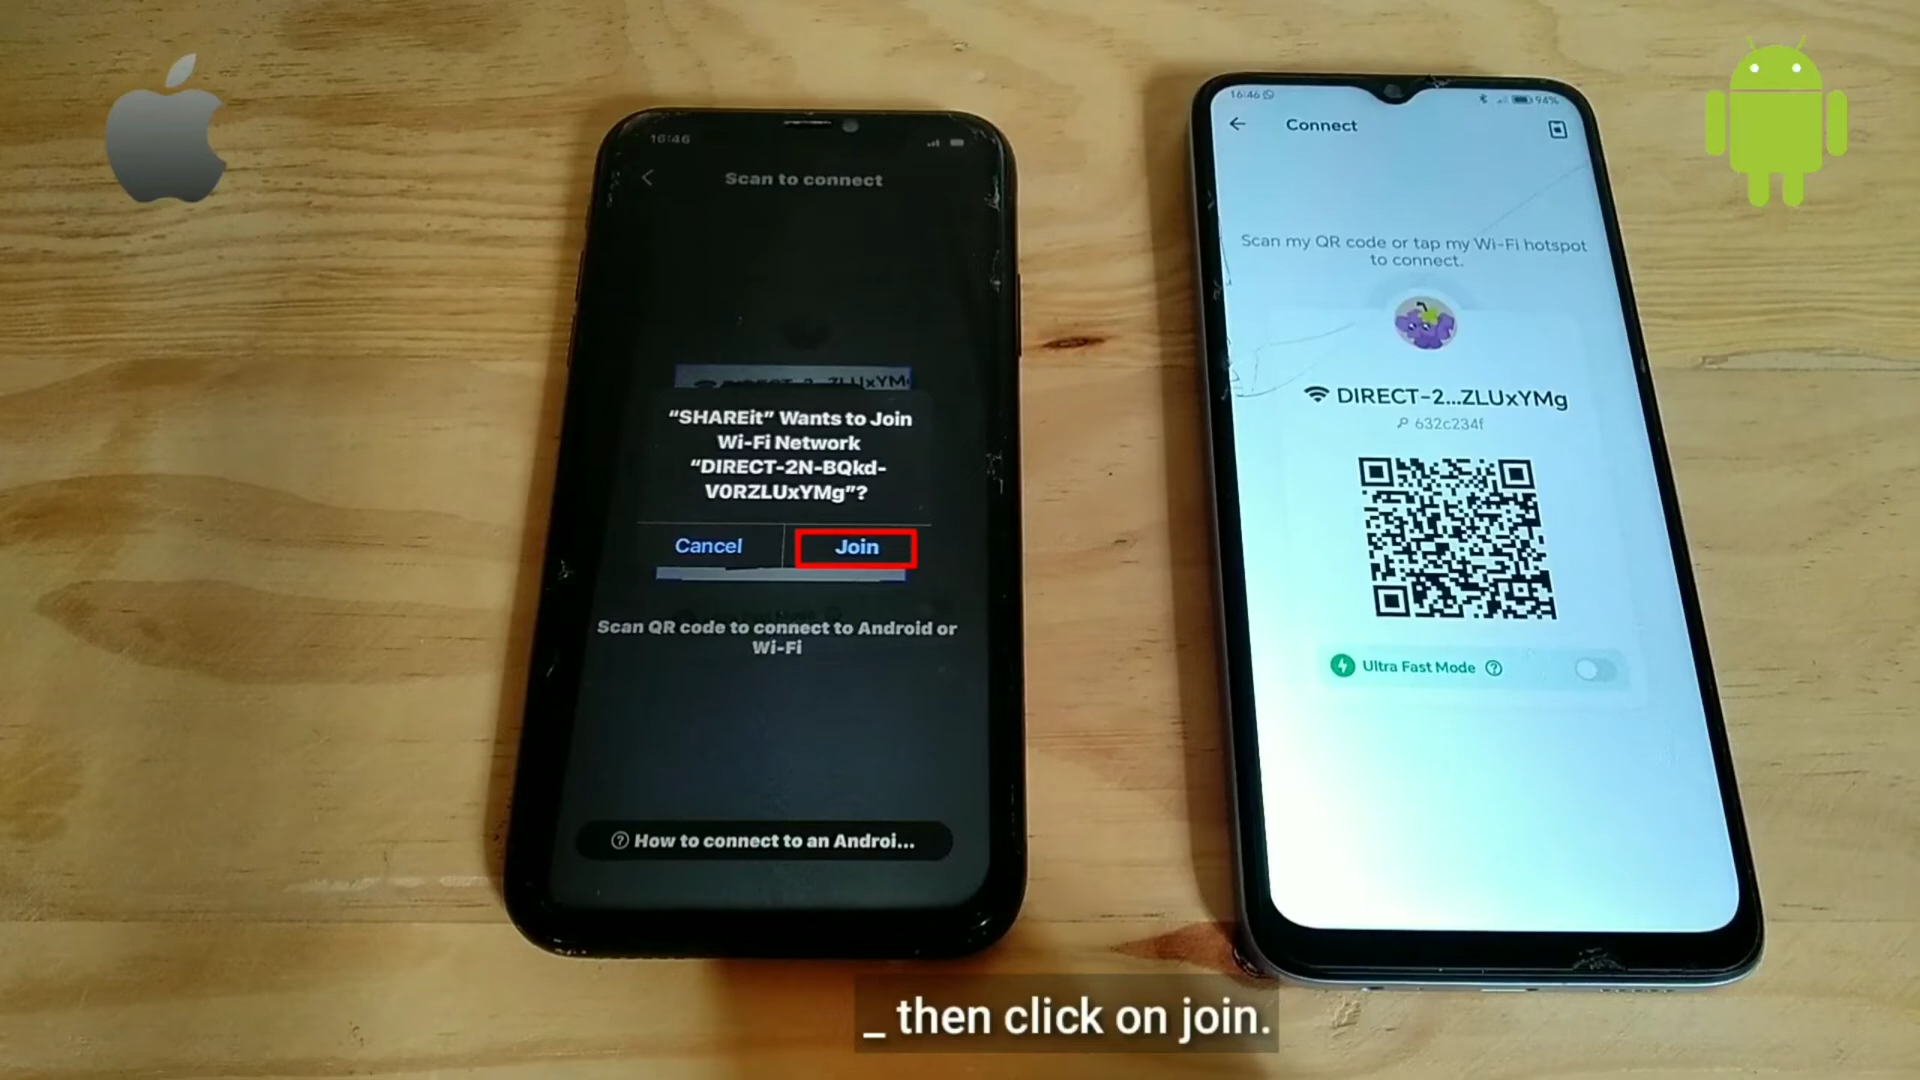 16:46
Scan to connect
DIRECT-2...ZLUxYMg
“SHAREit” Wants to Join
Wi-Fi Network
“DIRECT-2N-BQkd-
V0RZLUxYMg”?
Cancel
Join
Scan QR code to connect to Android or
Wi-Fi
How to connect to an Androi...
16:46
94%
Connect
Scan my QR code or tap my Wi-Fi hotspot
to connect.
DIRECT-2...ZLUxYMg
632c234f
Ultra Fast Mode
_ then click on join.